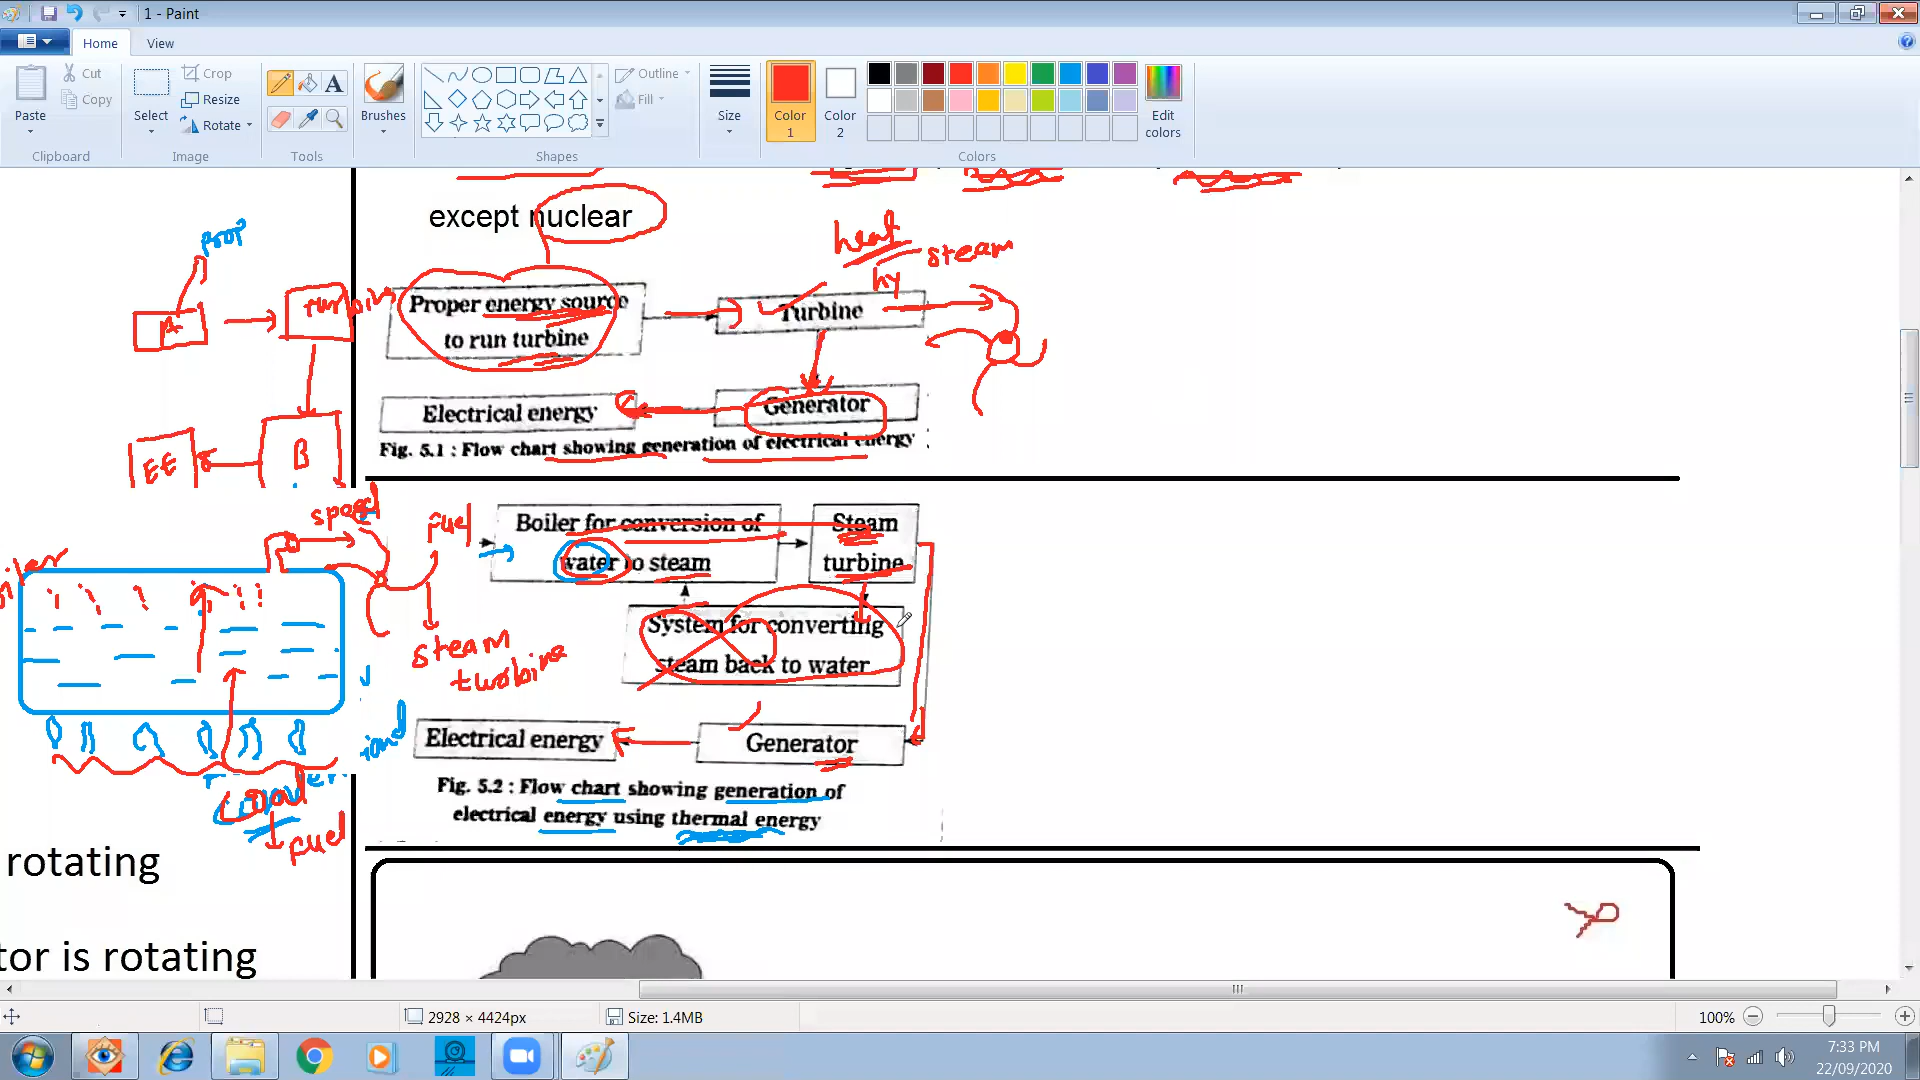 1 - Paint
Home
View
Paste
Cut
Copy
Clipboard
Select
Crop
Resize
Rotate
Image
Tools
Brushes
Shapes
Outline
Fill
Size
Color 1
Color 2
Edit colors
Colors
except nuclear
heat
steam
Proper energy source
to run turbine
Turbine
Electrical energy
Generator
Fig. 5.1 : Flow chart showing generation of electrical energy
A
B
EE
speed
Fuel
steam
turbine
Fuel
Boiler for conversion of
water to steam
Steam
turbine
System for converting
steam back to water
Electrical energy
Generator
Fig. 5.2 : Flow chart showing generation of
electrical energy using thermal energy
rotating
tor is rotating
2928 × 4424px
Size: 1.4MB
100%
7:33 PM
22/09/2020